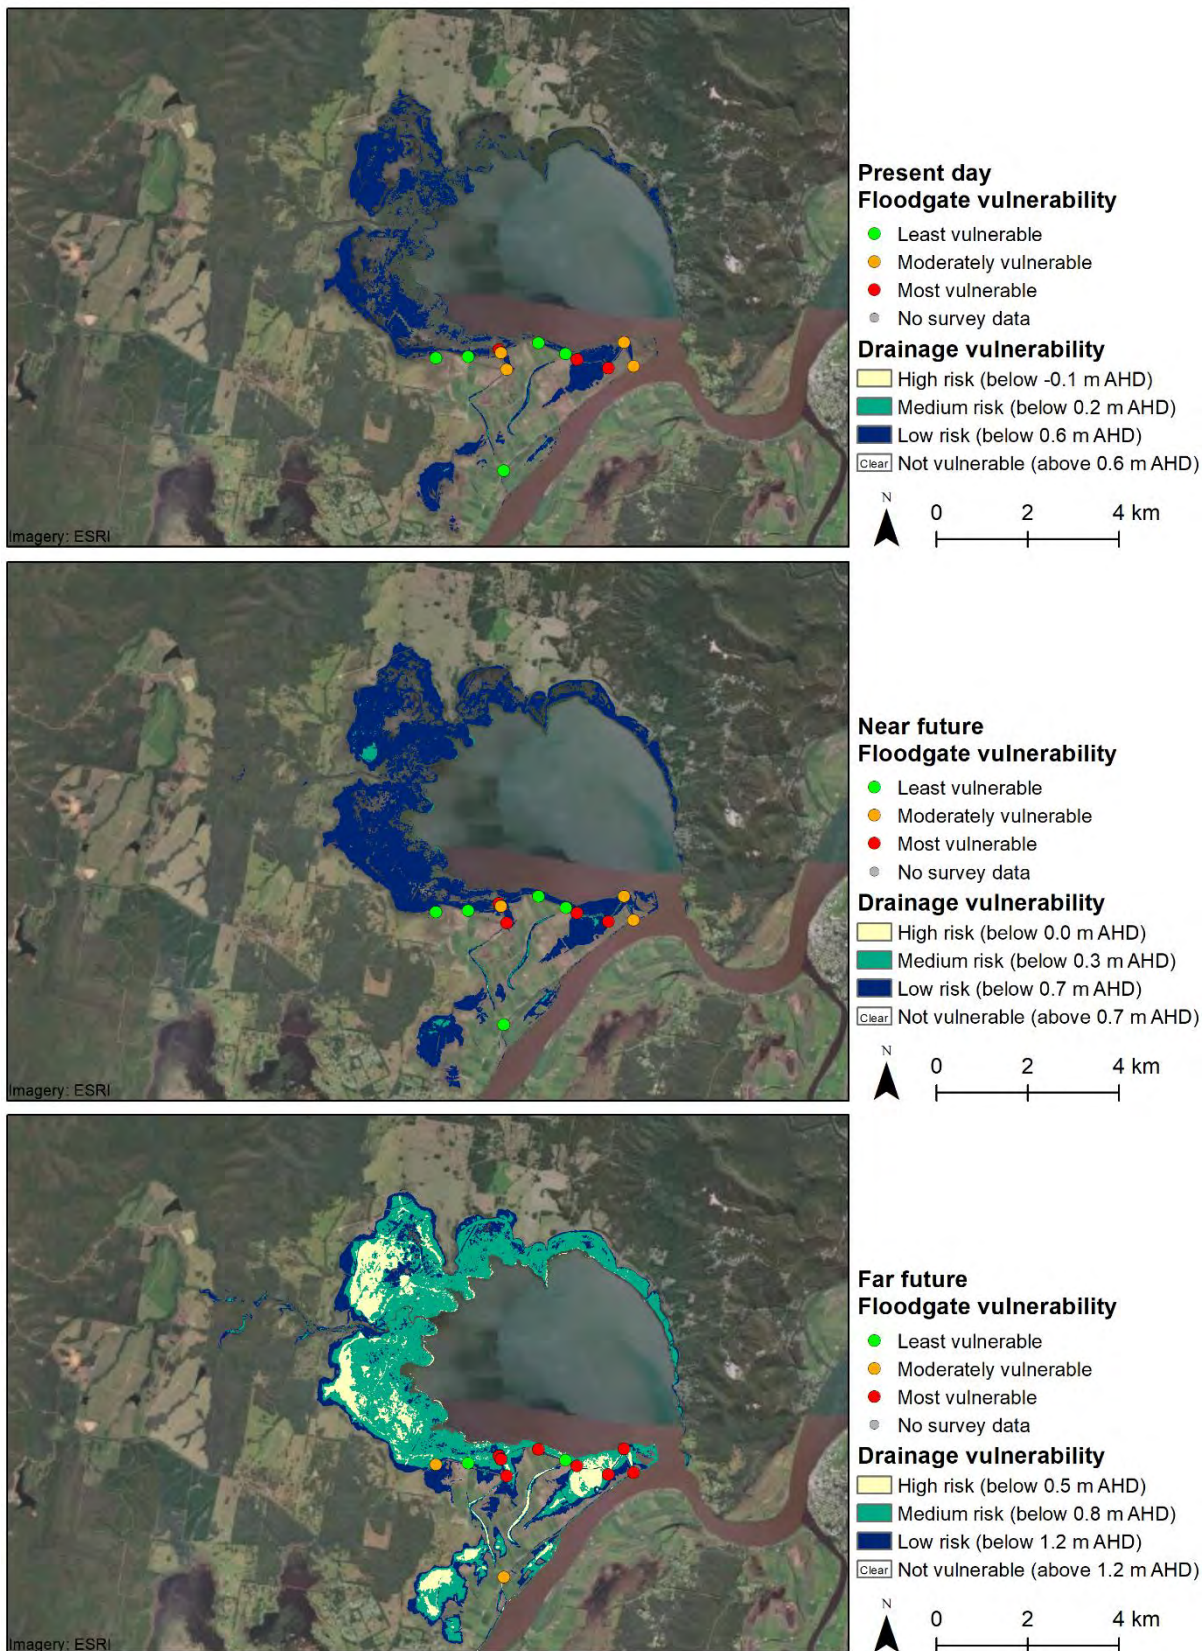 Present day
Floodgate vulnerability
Least vulnerable
Moderately vulnerable
Most vulnerable
No survey data
Drainage vulnerability
High risk (below -0.1 m AHD)
Medium risk (below 0.2 m AHD)
Low risk (below 0.6 m AHD)
Clear Not vulnerable (above 0.6 m AHD)
N
0 2 4 km
Imagery: ESRI
Near future
Floodgate vulnerability
Least vulnerable
Moderately vulnerable
Most vulnerable
No survey data
Drainage vulnerability
High risk (below 0.0 m AHD)
Medium risk (below 0.3 m AHD)
Low risk (below 0.7 m AHD)
Clear Not vulnerable (above 0.7 m AHD)
N
0 2 4 km
Imagery: ESRI
Far future
Floodgate vulnerability
Least vulnerable
Moderately vulnerable
Most vulnerable
No survey data
Drainage vulnerability
High risk (below 0.5 m AHD)
Medium risk (below 0.8 m AHD)
Low risk (below 1.2 m AHD)
Clear Not vulnerable (above 1.2 m AHD)
N
0 2 4 km
Imagery: ESRI